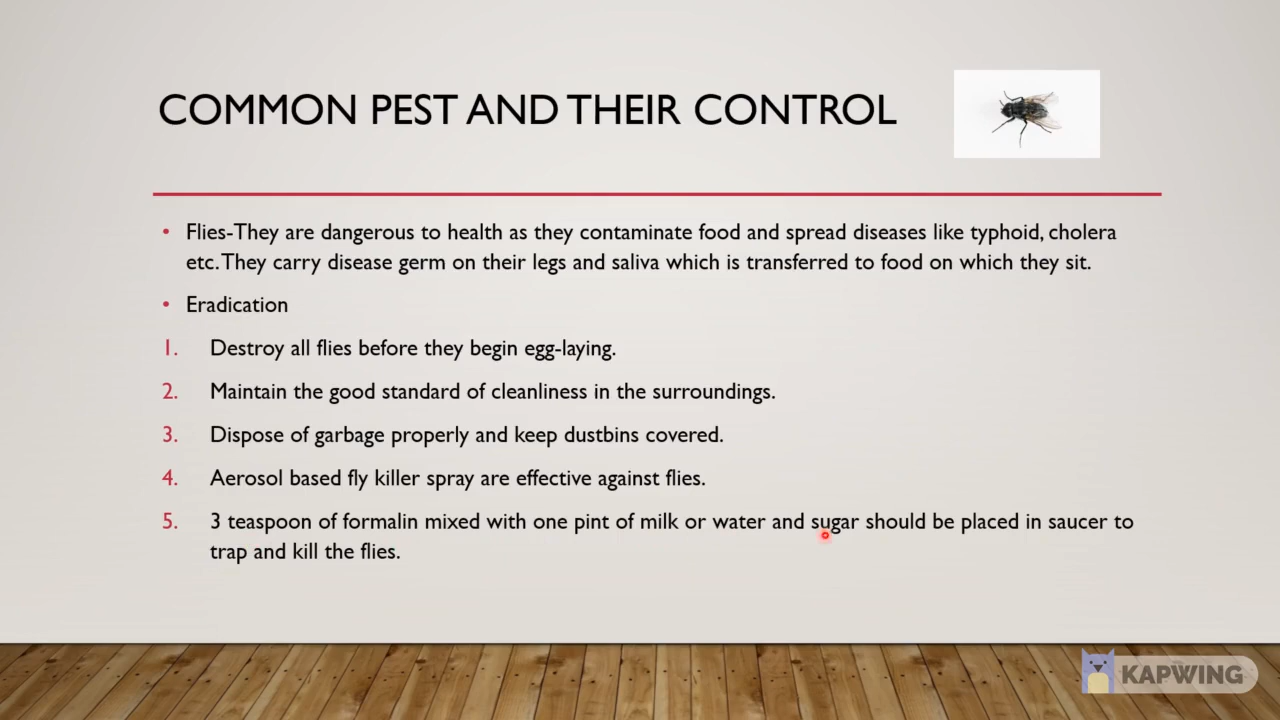 COMMON PEST AND THEIR CONTROL
• Flies-They are dangerous to health as they contaminate food and spread diseases like typhoid, cholera
etc. They carry disease germ on their legs and saliva which is transferred to food on which they sit.
• Eradication
1. Destroy all flies before they begin egg-laying.
2. Maintain the good standard of cleanliness in the surroundings.
3. Dispose of garbage properly and keep dustbins covered.
4. Aerosol based fly killer spray are effective against flies.
5. 3 teaspoon of formalin mixed with one pint of milk or water and sugar should be placed in saucer to
trap and kill the flies.
KAPWING